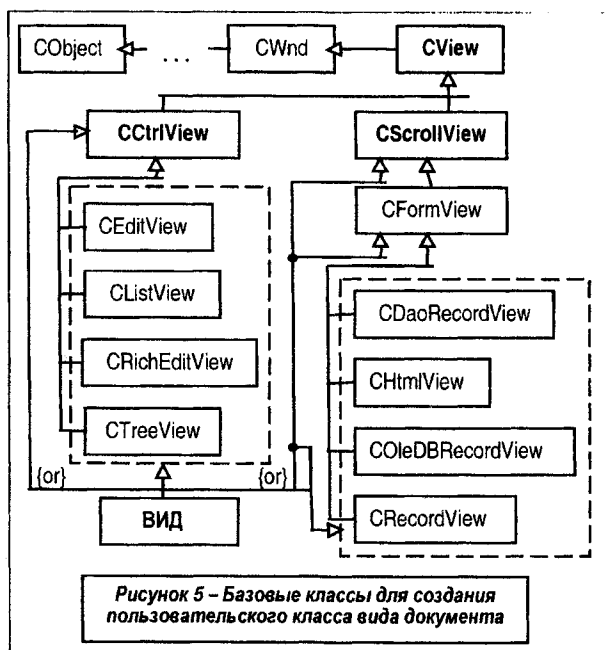 CObject
. . .
CWnd
CView
CCtrlView
CScrollView
CFormView
CEditView
CListView
CRichEditView
CTreeView
CDaoRecordView
CHtmlView
COleDBRecordView
CRecordView
{or}
{or}
ВИД
Рисунок 5 – Базовые классы для создания
пользовательского класса вида документа